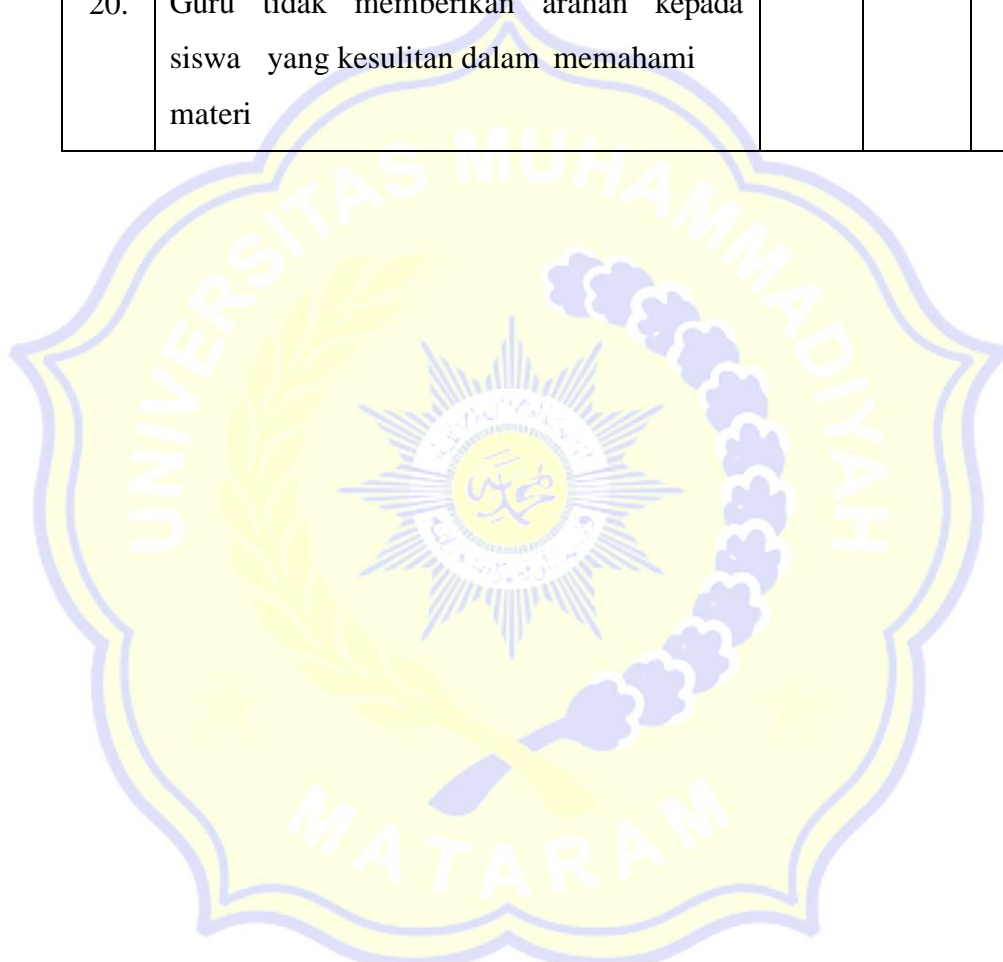 20. Guru tidak memberikan arahan kepada
siswa yang kesulitan dalam memahami
materi
UNIVERSITAS MUHAMMADIYAH
MATARAM